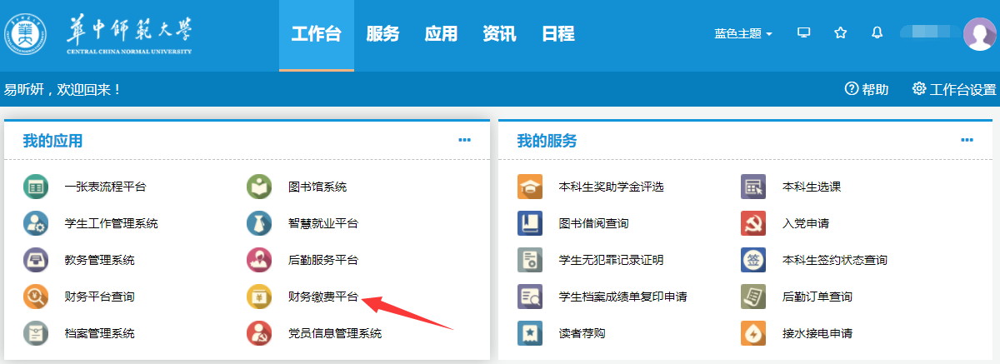 華中師範大學
CENTRAL CHINA NORMAL UNIVERSITY
工作台 服务 应用 资讯 日程
蓝色主题
易昕妍，欢迎回来！
帮助 工作台设置
我的应用
一张表流程平台 图书馆系统
学生工作管理系统 智慧就业平台
教务管理系统 后勤服务平台
财务平台查询 财务缴费平台
档案管理系统 党员信息管理系统
我的服务
本科生奖助学金评选 本科生选课
图书借阅查询 入党申请
学生无犯罪记录证明 签 本科生签约状态查询
学生档案成绩单复印申请 后勤订单查询
读者荐购 接水接电申请